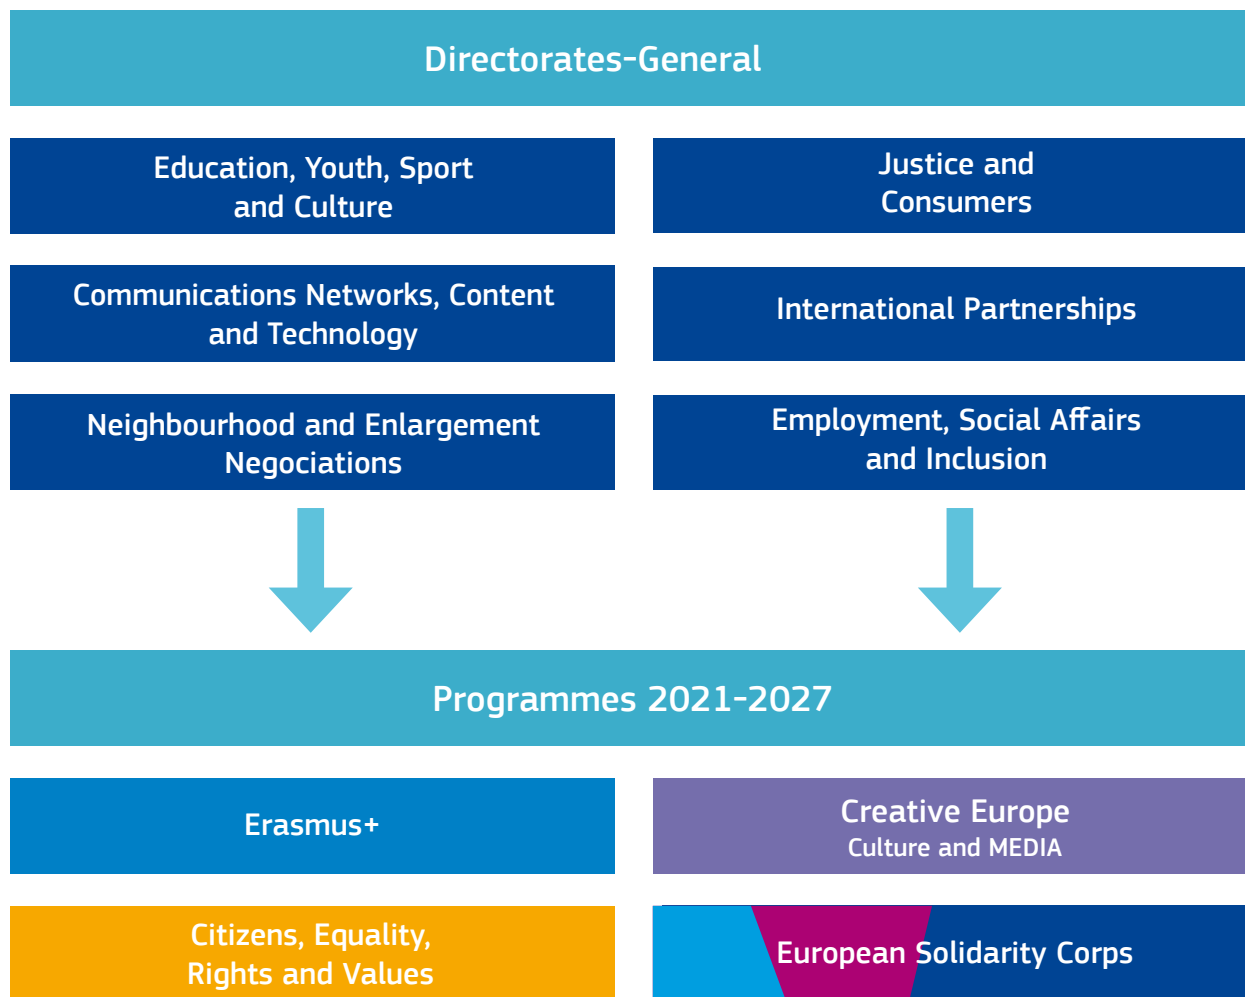 Directorates-General
Education, Youth, Sport
and Culture
Justice and
Consumers
Communications Networks, Content
and Technology
International Partnerships
Neighbourhood and Enlargement
Negociations
Employment, Social Affairs
and Inclusion
Programmes 2021-2027
Erasmus+
Creative Europe
Culture and MEDIA
Citizens, Equality,
Rights and Values
European Solidarity Corps